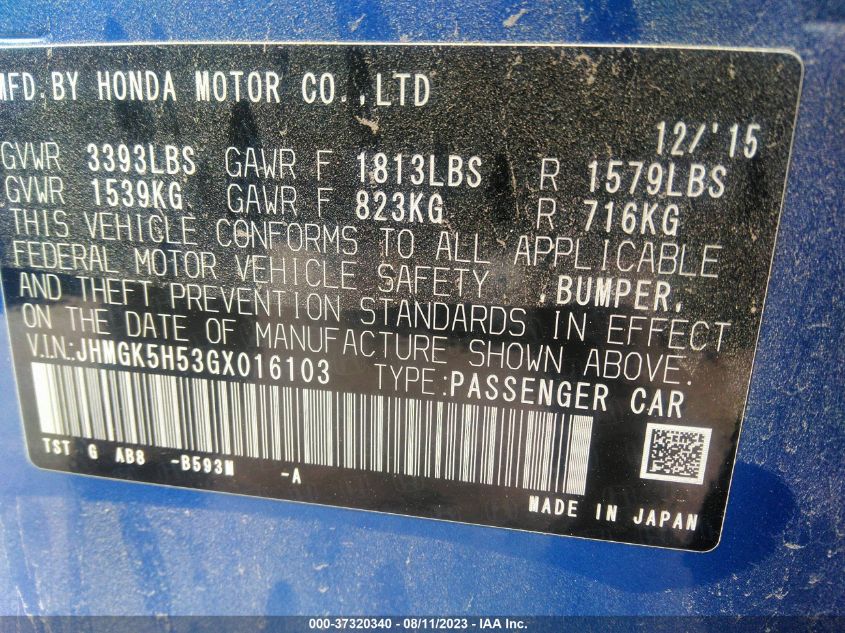 MFD.BY HONDA MOTOR CO.,LTD
12/'15
GVWR 3393LBS GAWR F 1813LBS R 1579LBS
GVWR 1539KG GAWR F 823KG R 716KG
THIS VEHICLE CONFORMS TO ALL APPLICABLE
FEDERAL MOTOR VEHICLE SAFETY ,BUMPER,
AND THEFT PREVENTION STANDARDS IN EFFECT
ON THE DATE OF MANUFACTURE SHOWN ABOVE.
V.I.N.:JHMGK5H53GX016103 TYPE:PASSENGER CAR
TST G AB8 -B593M -A
MADE IN JAPAN
000-37320340 - 08/11/2023 - IAA Inc.